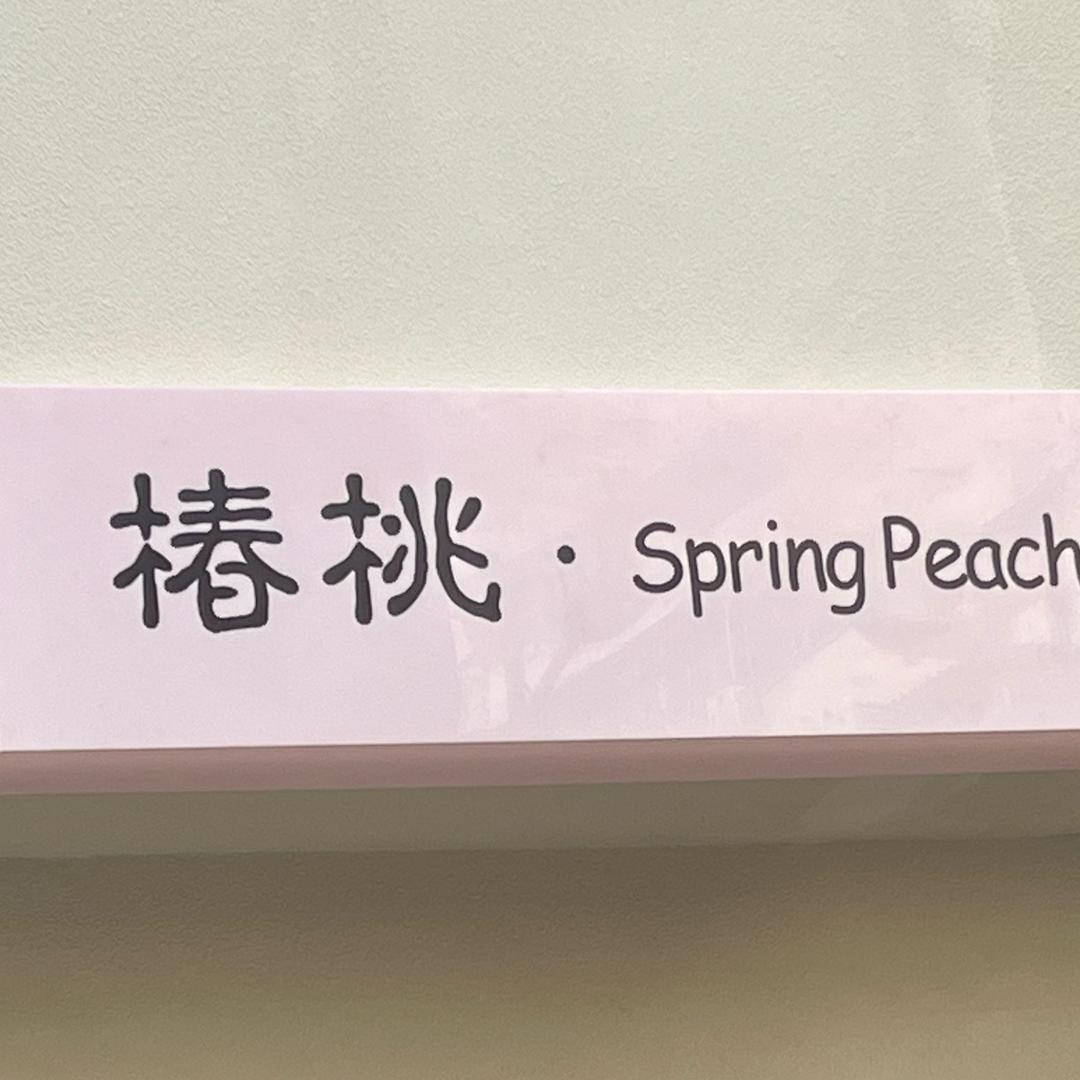 椿桃·Spring Peach